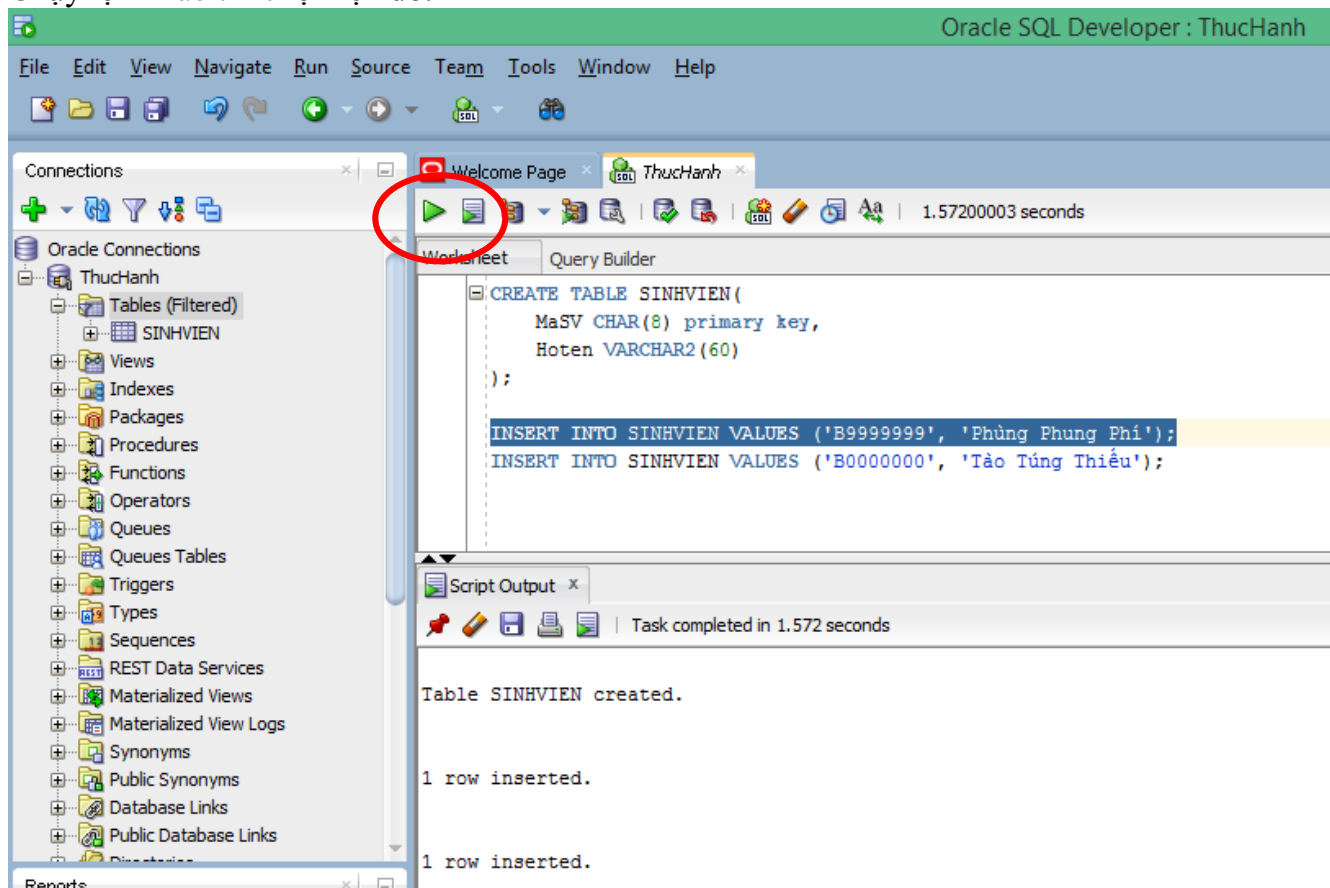 Oracle SQL Developer : ThucHanh
File Edit View Navigate Run Source Team Tools Window Help
Connections
Welcome Page
ThucHanh
1.57200003 seconds
Oracle Connections
ThucHanh
Tables (Filtered)
SINHVIEN
Views
Indexes
Packages
Procedures
Functions
Operators
Queues
Queues Tables
Triggers
Types
Sequences
REST Data Services
Materialized Views
Materialized View Logs
Synonyms
Public Synonyms
Database Links
Public Database Links
Directories
Reports
Worksheet Query Builder
CREATE TABLE SINHVIEN(
MaSV CHAR(8) primary key,
Hoten VARCHAR2(60)
);
INSERT INTO SINHVIEN VALUES ('B9999999', 'Phùng Phung Phí');
INSERT INTO SINHVIEN VALUES ('B0000000', 'Tào Túng Thiếu');
Script Output
Task completed in 1.572 seconds
Table SINHVIEN created.
1 row inserted.
1 row inserted.